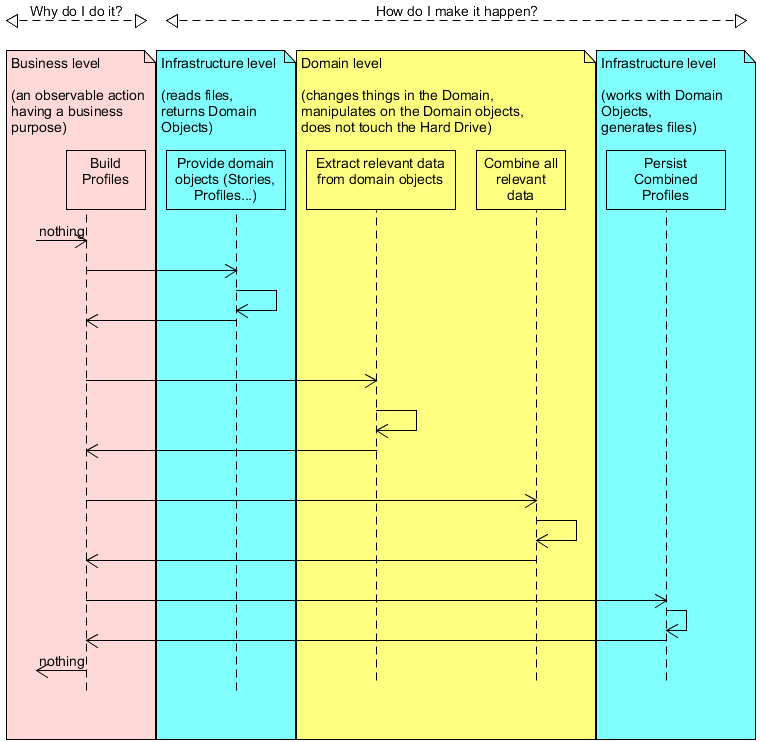 Why do I do it?
How do I make it happen?
Business level
(an observable action
having a business
purpose)
Infrastructure level
(reads files,
returns Domain
Objects)
Domain level
(changes things in the Domain,
manipulates on the Domain objects,
does not touch the Hard Drive)
Infrastructure level
(works with Domain
Objects,
generates files)
Build
Profiles
Provide domain
objects (Stories,
Profiles...)
Extract relevant data
from domain objects
Combine all
relevant
data
Persist
Combined
Profiles
nothing
nothing